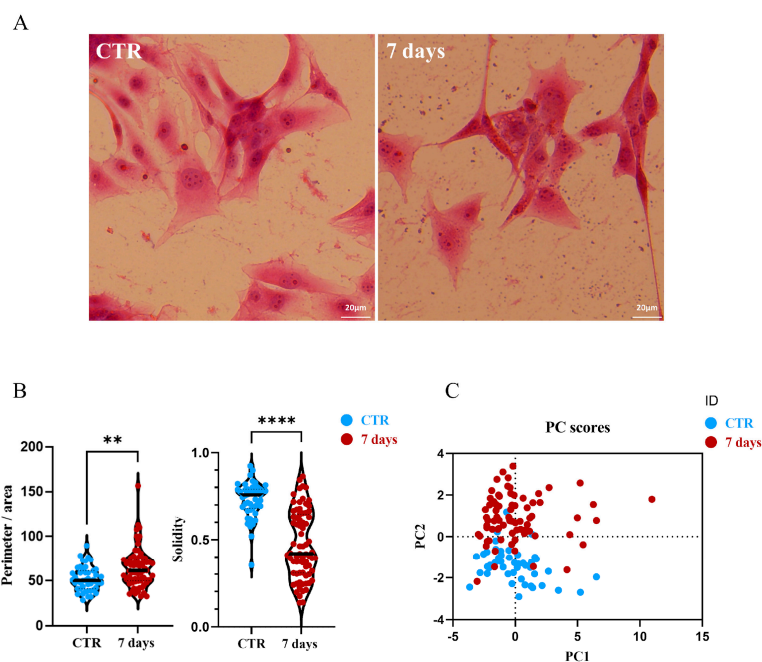 A
CTR
7 days
20μm
20μm
B
C
CTR
7 days
ID
CTR
7 days
**
Perimeter / area
200
150
100
50
0
CTR
7 days
****
Solidity
1.0
0.5
0.0
CTR
7 days
PC scores
PC2
4
2
0
-2
-4
-5
0
5
10
15
PC1